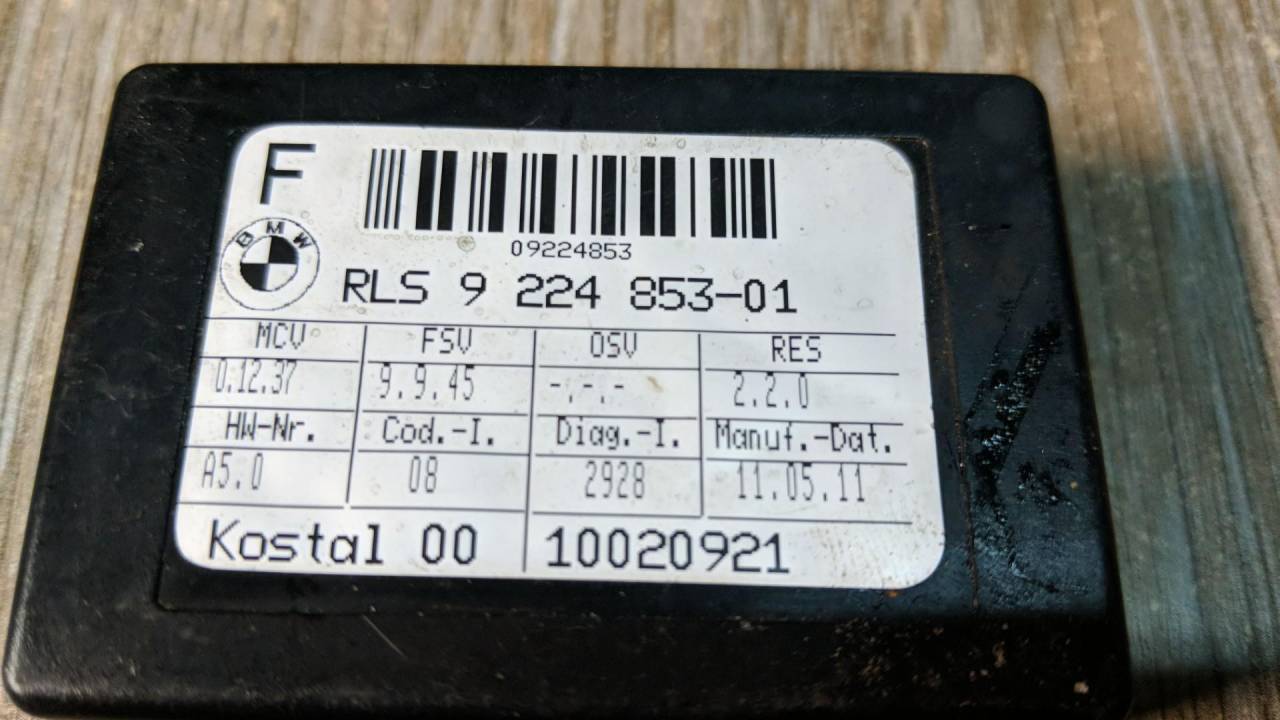 F
09224853
BMW
RLS 9 224 853-01
MCV FSV OSV RES
0.12.37 9.9.45 -.-.- 2.2.0
HW-Nr. Cod.-I. Diag.-I. Manuf.-Dat.
A5.0 08 2928 11.05.11
Kostal 00 10020921